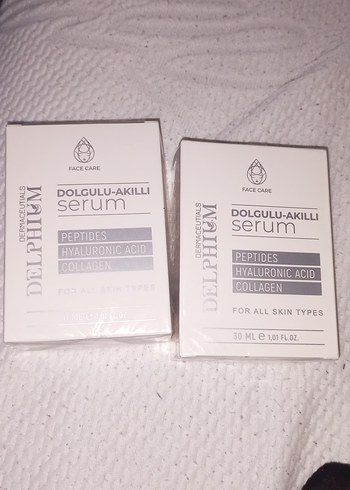 FACE CARE
DERMACEUTICALS
DELPHIUM
DOLGULU-AKILLI
serum
PEPTIDES
HYALURONIC ACID
COLLAGEN
FOR ALL SKIN TYPES
FACE CARE
DERMACEUTICALS
DELPHIUM
DOLGULU-AKILLI
serum
PEPTIDES
HYALURONIC ACID
COLLAGEN
FOR ALL SKIN TYPES
30 ML e 1,01 FL.OZ.